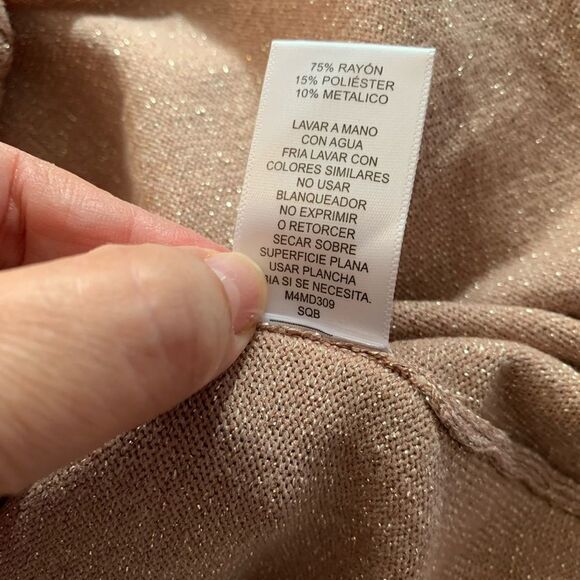 75% RAYÓN
15% POLIÉSTER
10% METALICO
LAVAR A MANO
CON AGUA
FRIA LAVAR CON
COLORES SIMILARES
NO USAR
BLANQUEADOR
NO EXPRIMIR
O RETORCER
SECAR SOBRE
SUPERFICIE PLANA
USAR PLANCHA
SI SE NECESITA.
M4MD309
SQB